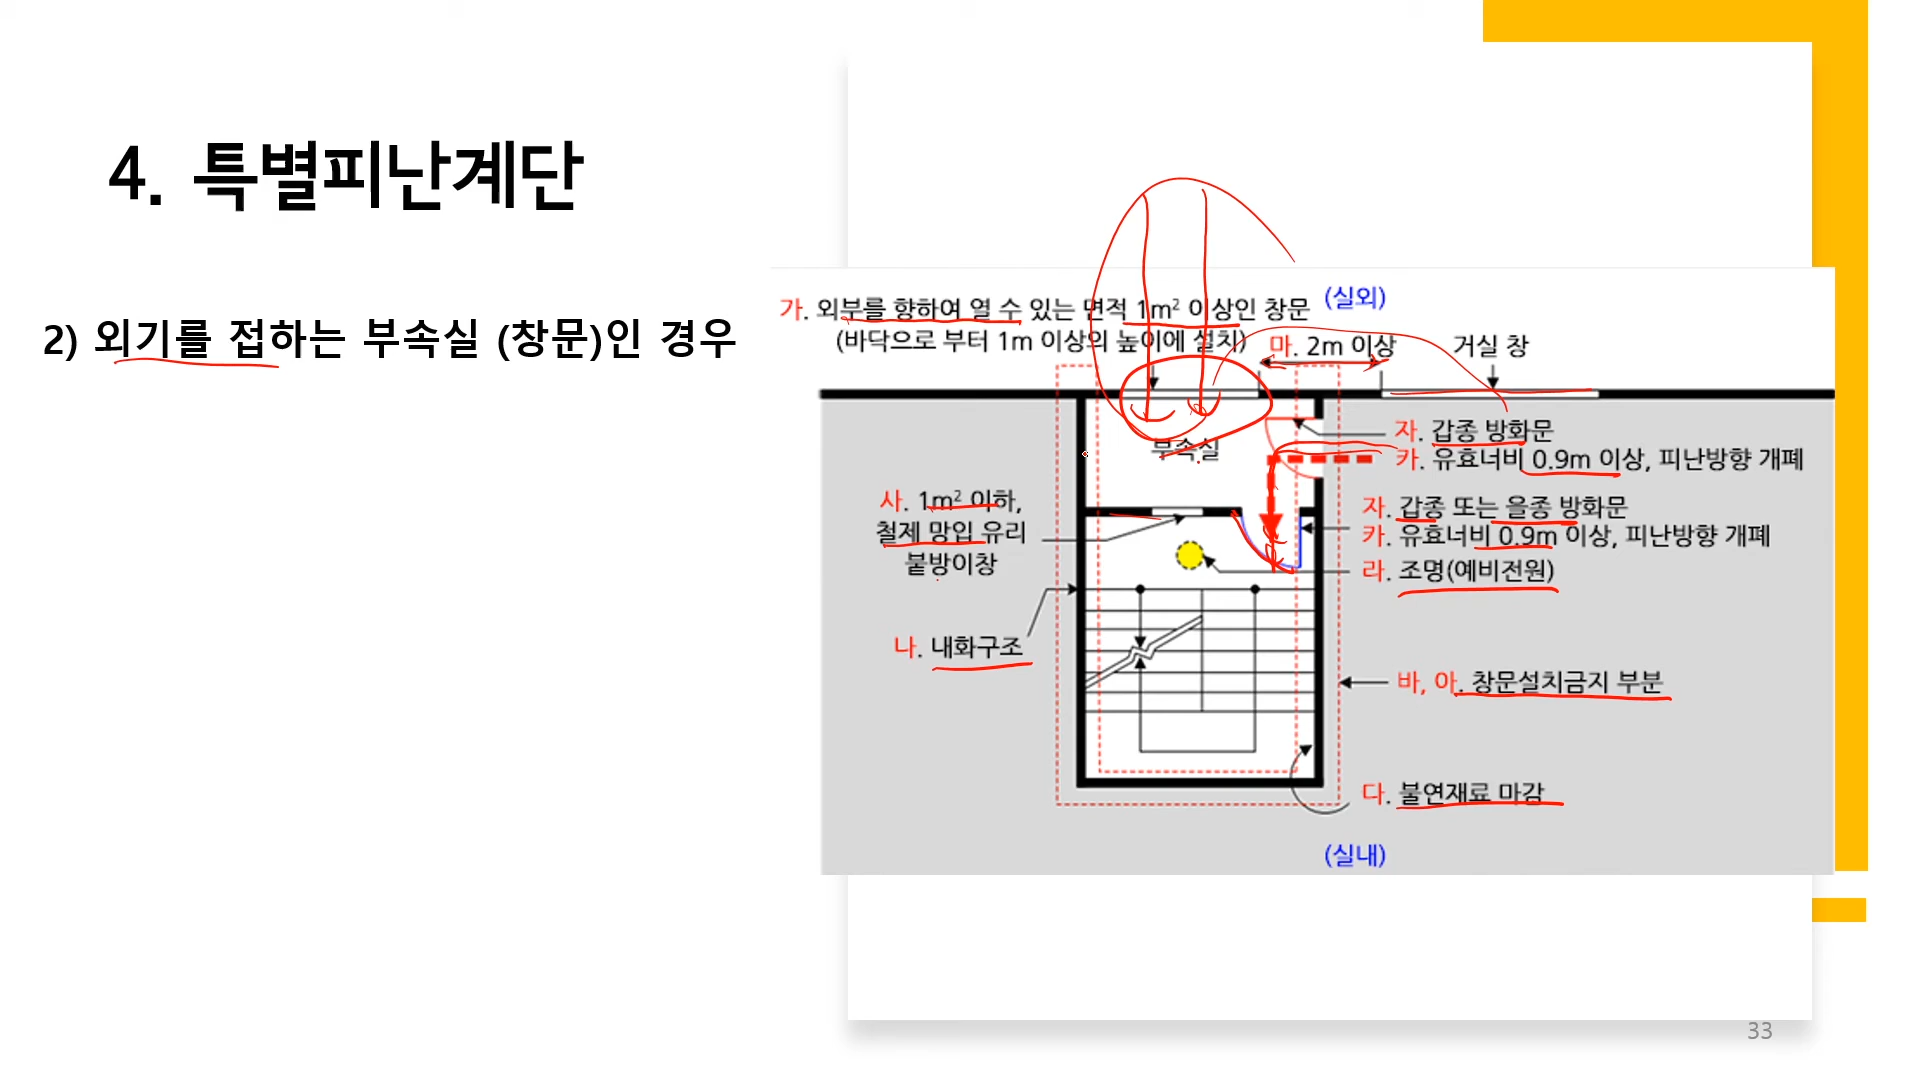 4. 특별피난계단
2) 외기를 접하는 부속실 (창문)인 경우
가. 외부를 향하여 열 수 있는 면적 1m² 이상인 창문
(바닥으로 부터 1m 이상의 높이에 설치)
(실외)
마. 2m 이상
거실 창
부속실
자. 갑종 방화문
카. 유효너비 0.9m 이상, 피난방향 개폐
사. 1m² 이하,
철제 망입 유리
붙방이창
자. 갑종 또는 을종 방화문
카. 유효너비 0.9m 이상, 피난방향 개폐
라. 조명(예비전원)
나. 내화구조
바, 아. 창문설치금지 부분
다. 불연재료 마감
(실내)
33